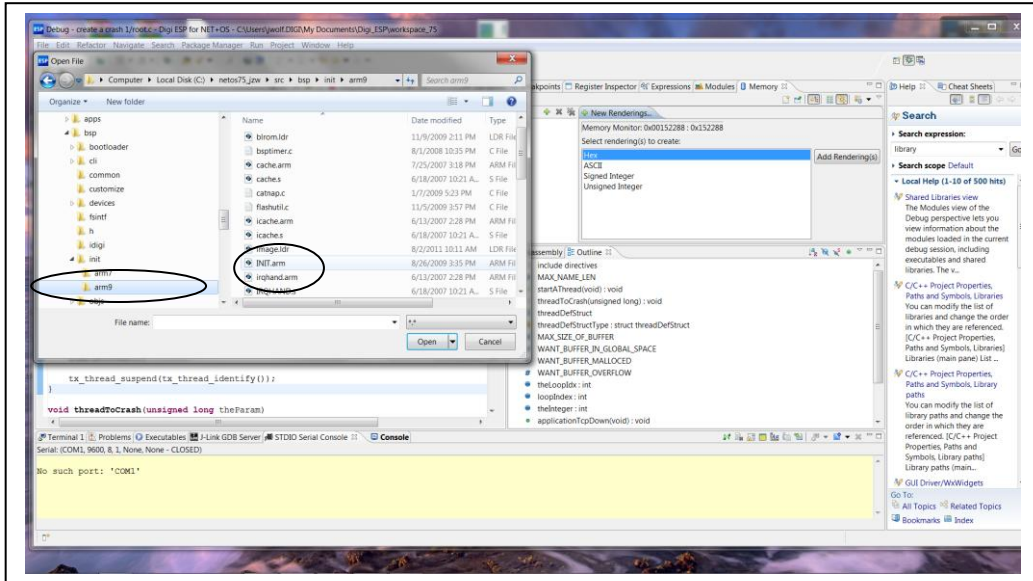 ESP Debug - create a crash 1/root.c - Digi ESP for NET+OS - C:\Users\jwolf.DIGI\My Documents\Digi_ESP\workspace_75
File Edit Refactor Navigate Search Package Manager Run Project Window Help
ESP Open File
Computer Local Disk (C:) netos75_jzw src bsp init arm9
Search arm9
Organize New folder
Name Date modified Type
apps
bsp
bootloader
cli
common
customize
devices
fsintf
h
idigi
init
arm7
arm9
objs
blrom.ldr 11/9/2009 2:11 PM LDR File
bsptimer.c 8/1/2008 10:35 PM C File
cache.arm 7/25/2007 3:18 PM ARM Fil
cache.s 6/18/2007 10:21 A... S File
catnap.c 1/7/2009 5:23 PM C File
flashutil.c 11/5/2009 3:57 PM C File
icache.arm 6/13/2007 2:28 PM ARM Fil
icache.s 6/18/2007 10:21 A... S File
image.ldr 8/2/2011 10:11 AM LDR File
INIT.arm 8/26/2009 3:35 PM ARM Fil
irqhand.arm 6/13/2007 2:28 PM ARM Fil
IRQHAND.s 6/18/2007 10:21 A... S File
File name:
*.*
Open Cancel
akpoints Register Inspector Expressions Modules Memory
New Renderings...
Memory Monitor: 0x00152288 : 0x152288
Select rendering(s) to create:
Hex
ASCII
Signed Integer
Unsigned Integer
Add Rendering(s)
assembly Outline
include directives
MAX_NAME_LEN
startAThread(void) : void
threadToCrash(unsigned long) : void
threadDefStruct
threadDefStructType : struct threadDefStruct
MAX_SIZE_OF_BUFFER
WANT_BUFFER_IN_GLOBAL_SPACE
WANT_BUFFER_MALLOCED
WANT_BUFFER_OVERFLOW
theLoopIdx : int
loopIndex : int
theInteger : int
applicationTcpDown(void) : void
tx_thread_suspend(tx_thread_identify());
}
void threadToCrash(unsigned long theParam)
Terminal 1 Problems Executables J-Link GDB Server STDIO Serial Console Console
Serial: (COM1, 9600, 8, 1, None, None - CLOSED)
No such port: 'COM1'
Help Cheat Sheets
Search
Search expression:
library
Go
Search scope Default
Local Help (1-10 of 500 hits)
Shared Libraries view
The Modules view of the
Debug perspective lets you
view information about the
modules loaded in the current
debug session, including
executables and shared
libraries. The v...
C/C++ Project Properties,
Paths and Symbols, Libraries
You can modify the list of
libraries and change the order
in which they are referenced.
[C/C++ Project Properties,
Paths and Symbols, Libraries]
Libraries (main pane) List ...
C/C++ Project Properties,
Paths and Symbols, Library
paths
You can modify the list of
library paths and change the
order in which they are
referenced. [C/C++ Project
Properties, Paths and
Symbols, Library paths]
Library paths (main...
GUI Driver/WxWidgets
Go To:
All Topics Related Topics
Bookmarks Index